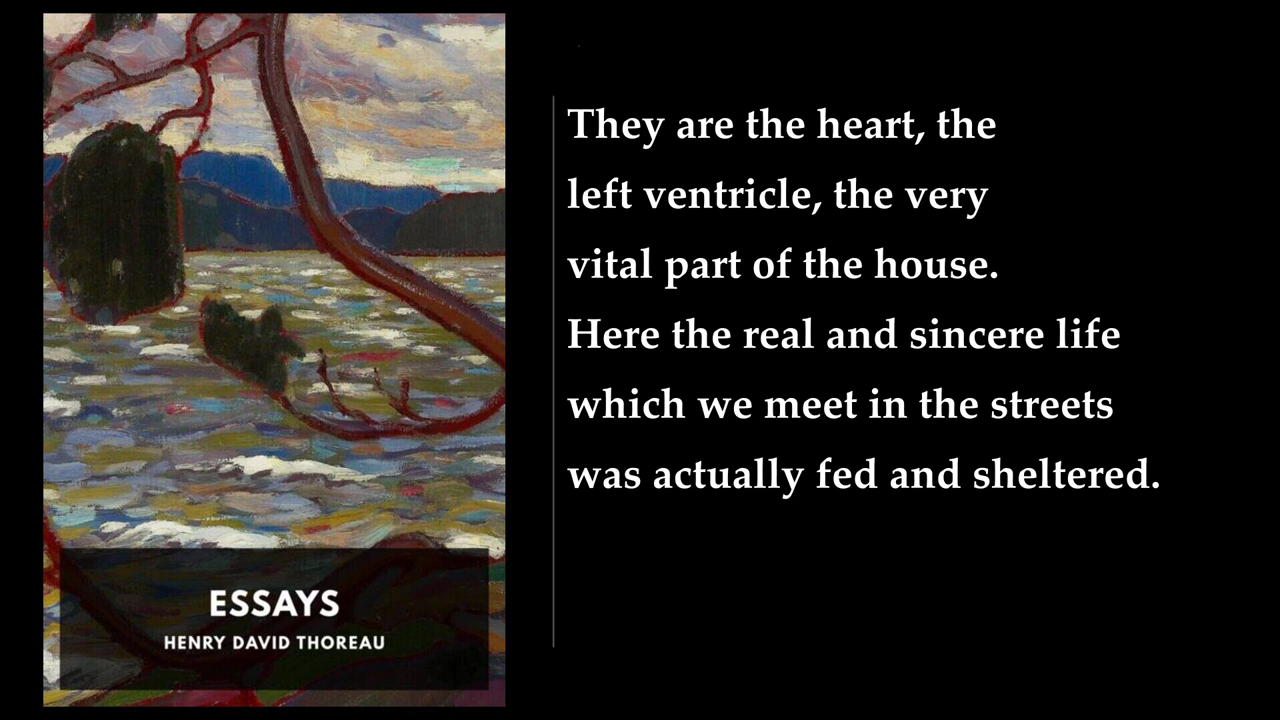 ESSAYS
HENRY DAVID THOREAU
They are the heart, the
left ventricle, the very
vital part of the house.
Here the real and sincere life
which we meet in the streets
was actually fed and sheltered.